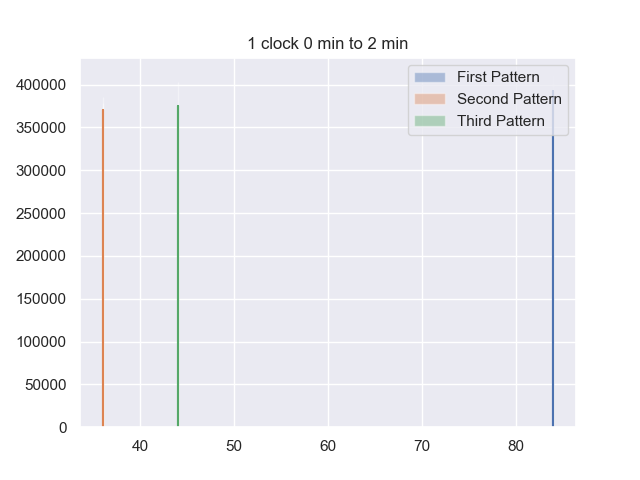 1 clock 0 min to 2 min
First Pattern
Second Pattern
Third Pattern
400000
350000
300000
250000
200000
150000
100000
50000
0
40 50 60 70 80